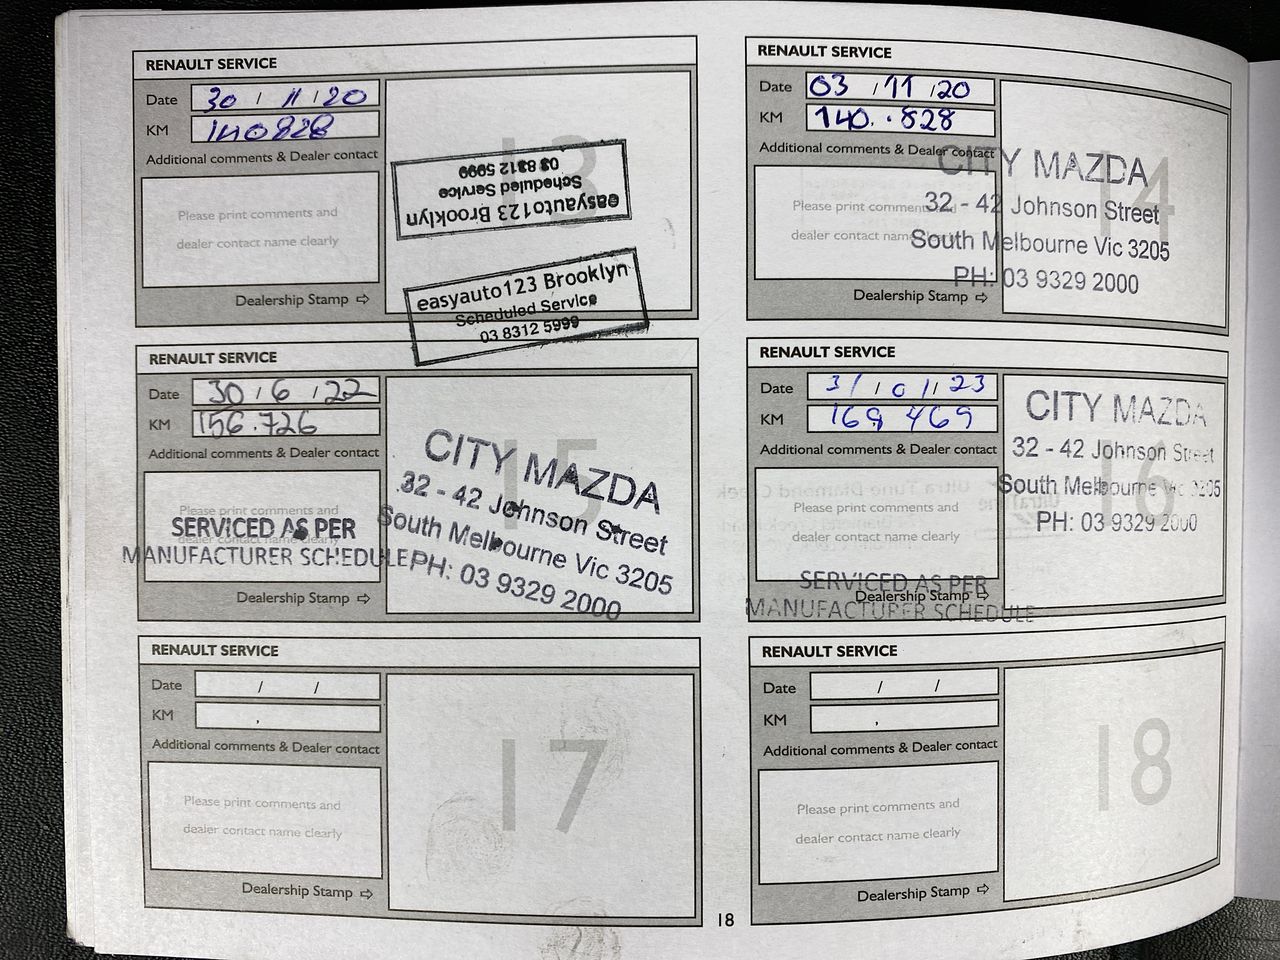 RENAULT SERVICE
Date 30 / 11 / 20
KM 140828
Additional comments & Dealer contact
Please print comments and
dealer contact name clearly
Dealership Stamp ⇨
13
easyauto123 Brooklyn
Scheduled Service
03 8312 5999
easyauto123 Brooklyn
Scheduled Service
03 8312 5999
RENAULT SERVICE
Date 03 / 11 / 20
KM 140..828
Additional comments & Dealer contact
Please print comments and
dealer contact name clearly
Dealership Stamp ⇨
14
CITY MAZDA
32 - 42 Johnson Street
South Melbourne Vic 3205
PH: 03 9329 2000
RENAULT SERVICE
Date 30 / 6 / 22
KM 156.726
Additional comments & Dealer contact
Please print comments and
dealer contact name clearly
SERVICED AS PER
MANUFACTURER SCHEDULE
Dealership Stamp ⇨
15
CITY MAZDA
32 - 42 Johnson Street
South Melbourne Vic 3205
PH: 03 9329 2000
RENAULT SERVICE
Date 31 / 01 / 23
KM 169 469
Additional comments & Dealer contact
Please print comments and
dealer contact name clearly
SERVICED AS PER
MANUFACTURER SCHEDULE
Dealership Stamp ⇨
16
CITY MAZDA
32 - 42 Johnson Street
South Melbourne Vic 3205
PH: 03 9329 2000
RENAULT SERVICE
Date / /
KM ,
Additional comments & Dealer contact
Please print comments and
dealer contact name clearly
Dealership Stamp ⇨
17
RENAULT SERVICE
Date / /
KM ,
Additional comments & Dealer contact
Please print comments and
dealer contact name clearly
Dealership Stamp ⇨
18
18